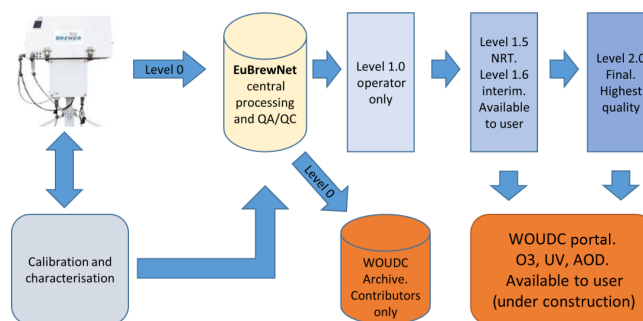 BREWER
Level 0
EuBrewNet
central
processing
and QA/QC
Level 1.0
operator
only
Level 1.5
NRT.
Level 1.6
interim.
Available
to user
Level 2.0
Final.
Highest
quality
Level 0
Calibration and
characterisation
WOUDC
Archive.
Contributors
only
WOUDC portal.
O3, UV, AOD.
Available to user
(under construction)